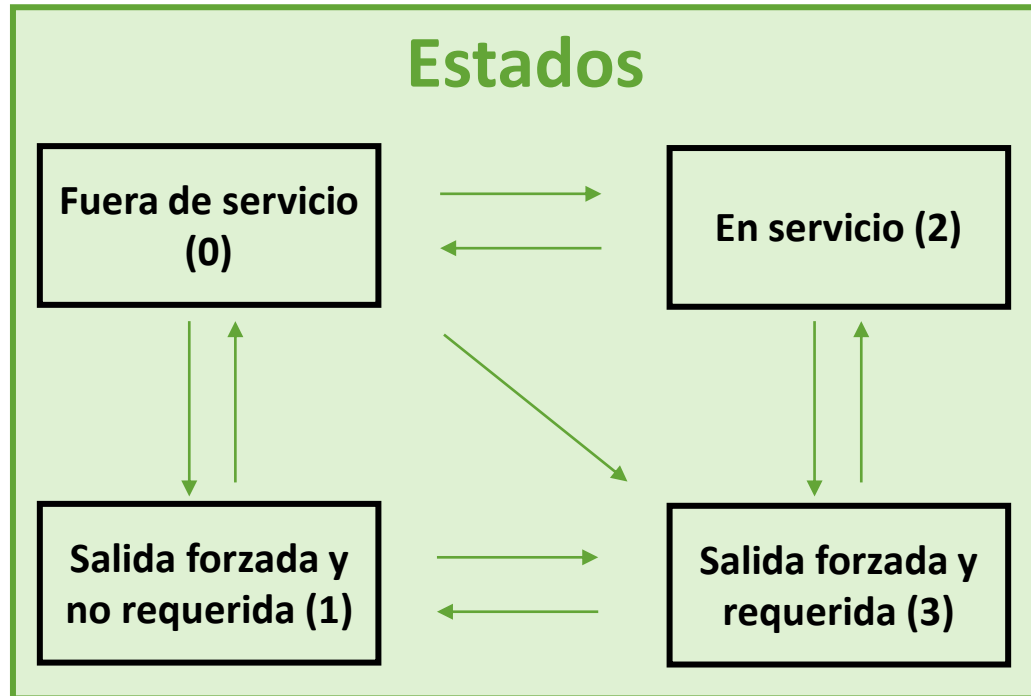 Estados
Fuera de servicio
(0)
En servicio (2)
Salida forzada y
no requerida (1)
Salida forzada y
requerida (3)